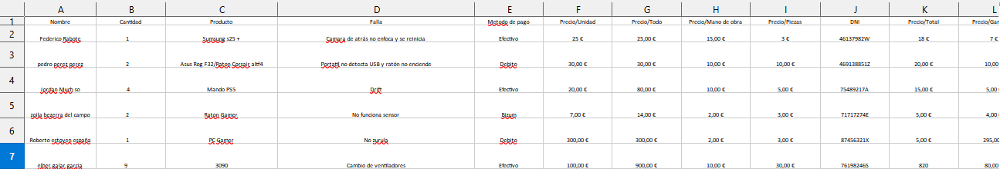 A B C D E F G H I J K L
1 Nombre Cantidad Producto Falla Metodo de pago Precio/Unidad Precio/Todo Precio/Mano de obra Precio/Piezas DNI Precio/Total Precio/Gan
2 Federico Rabote 1 Sumsung s25 + Camara de atrás no enfoca y se reinicia Efectivo 25 € 25,00 € 15,00 € 3 € 46137982W 18 € 7 €
3 pedro perez perez 2 Asus Rog F32/Raton Corsair altf4 Portatil no detecta USB y ratón no enciende Debito 30,00 € 30,00 € 10,00 € 10,00 € 469138851Z 20,00 € 10,00
4 Jordan Much so 4 Mando PS5 Drift Efectivo 20,00 € 80,00 € 10,00 € 5,00 € 75489217A 15,00 € 5,00
5 zoila bezerra del campo 2 Raton Gamer No funciona sensor Bizum 7,00 € 14,00 € 2,00 € 3,00 € 71717274E 5,00 € 4,00
6 Roberto estoyen españa 1 PC Gamer No zurula Debito 300,00 € 300,00 € 2,00 € 3,00 € 87456321X 5,00 € 295,00
7 elber galar garcia 9 3090 Cambio de ventiladores Efectivo 100,00 € 900,00 € 10,00 € 30,00 € 761982465 820 80,00